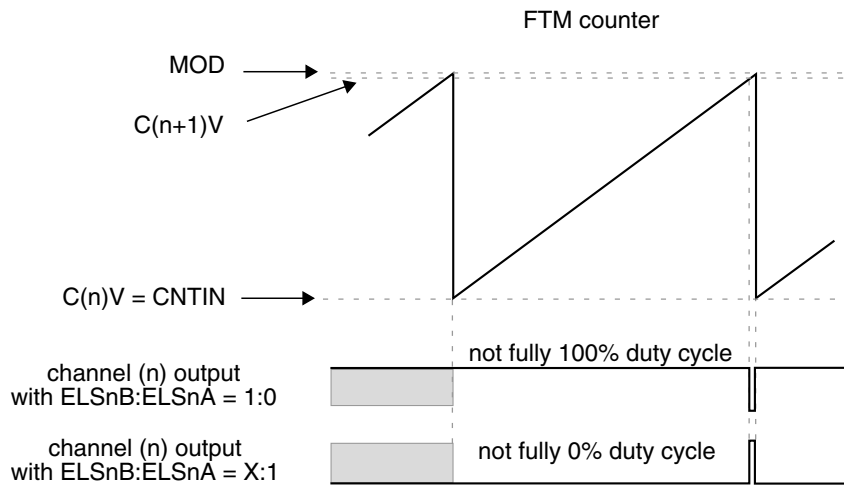 FTM counter
MOD
C(n+1)V
C(n)V = CNTIN
not fully 100% duty cycle
channel (n) output
with ELSnB:ELSnA = 1:0
not fully 0% duty cycle
channel (n) output
with ELSnB:ELSnA = X:1